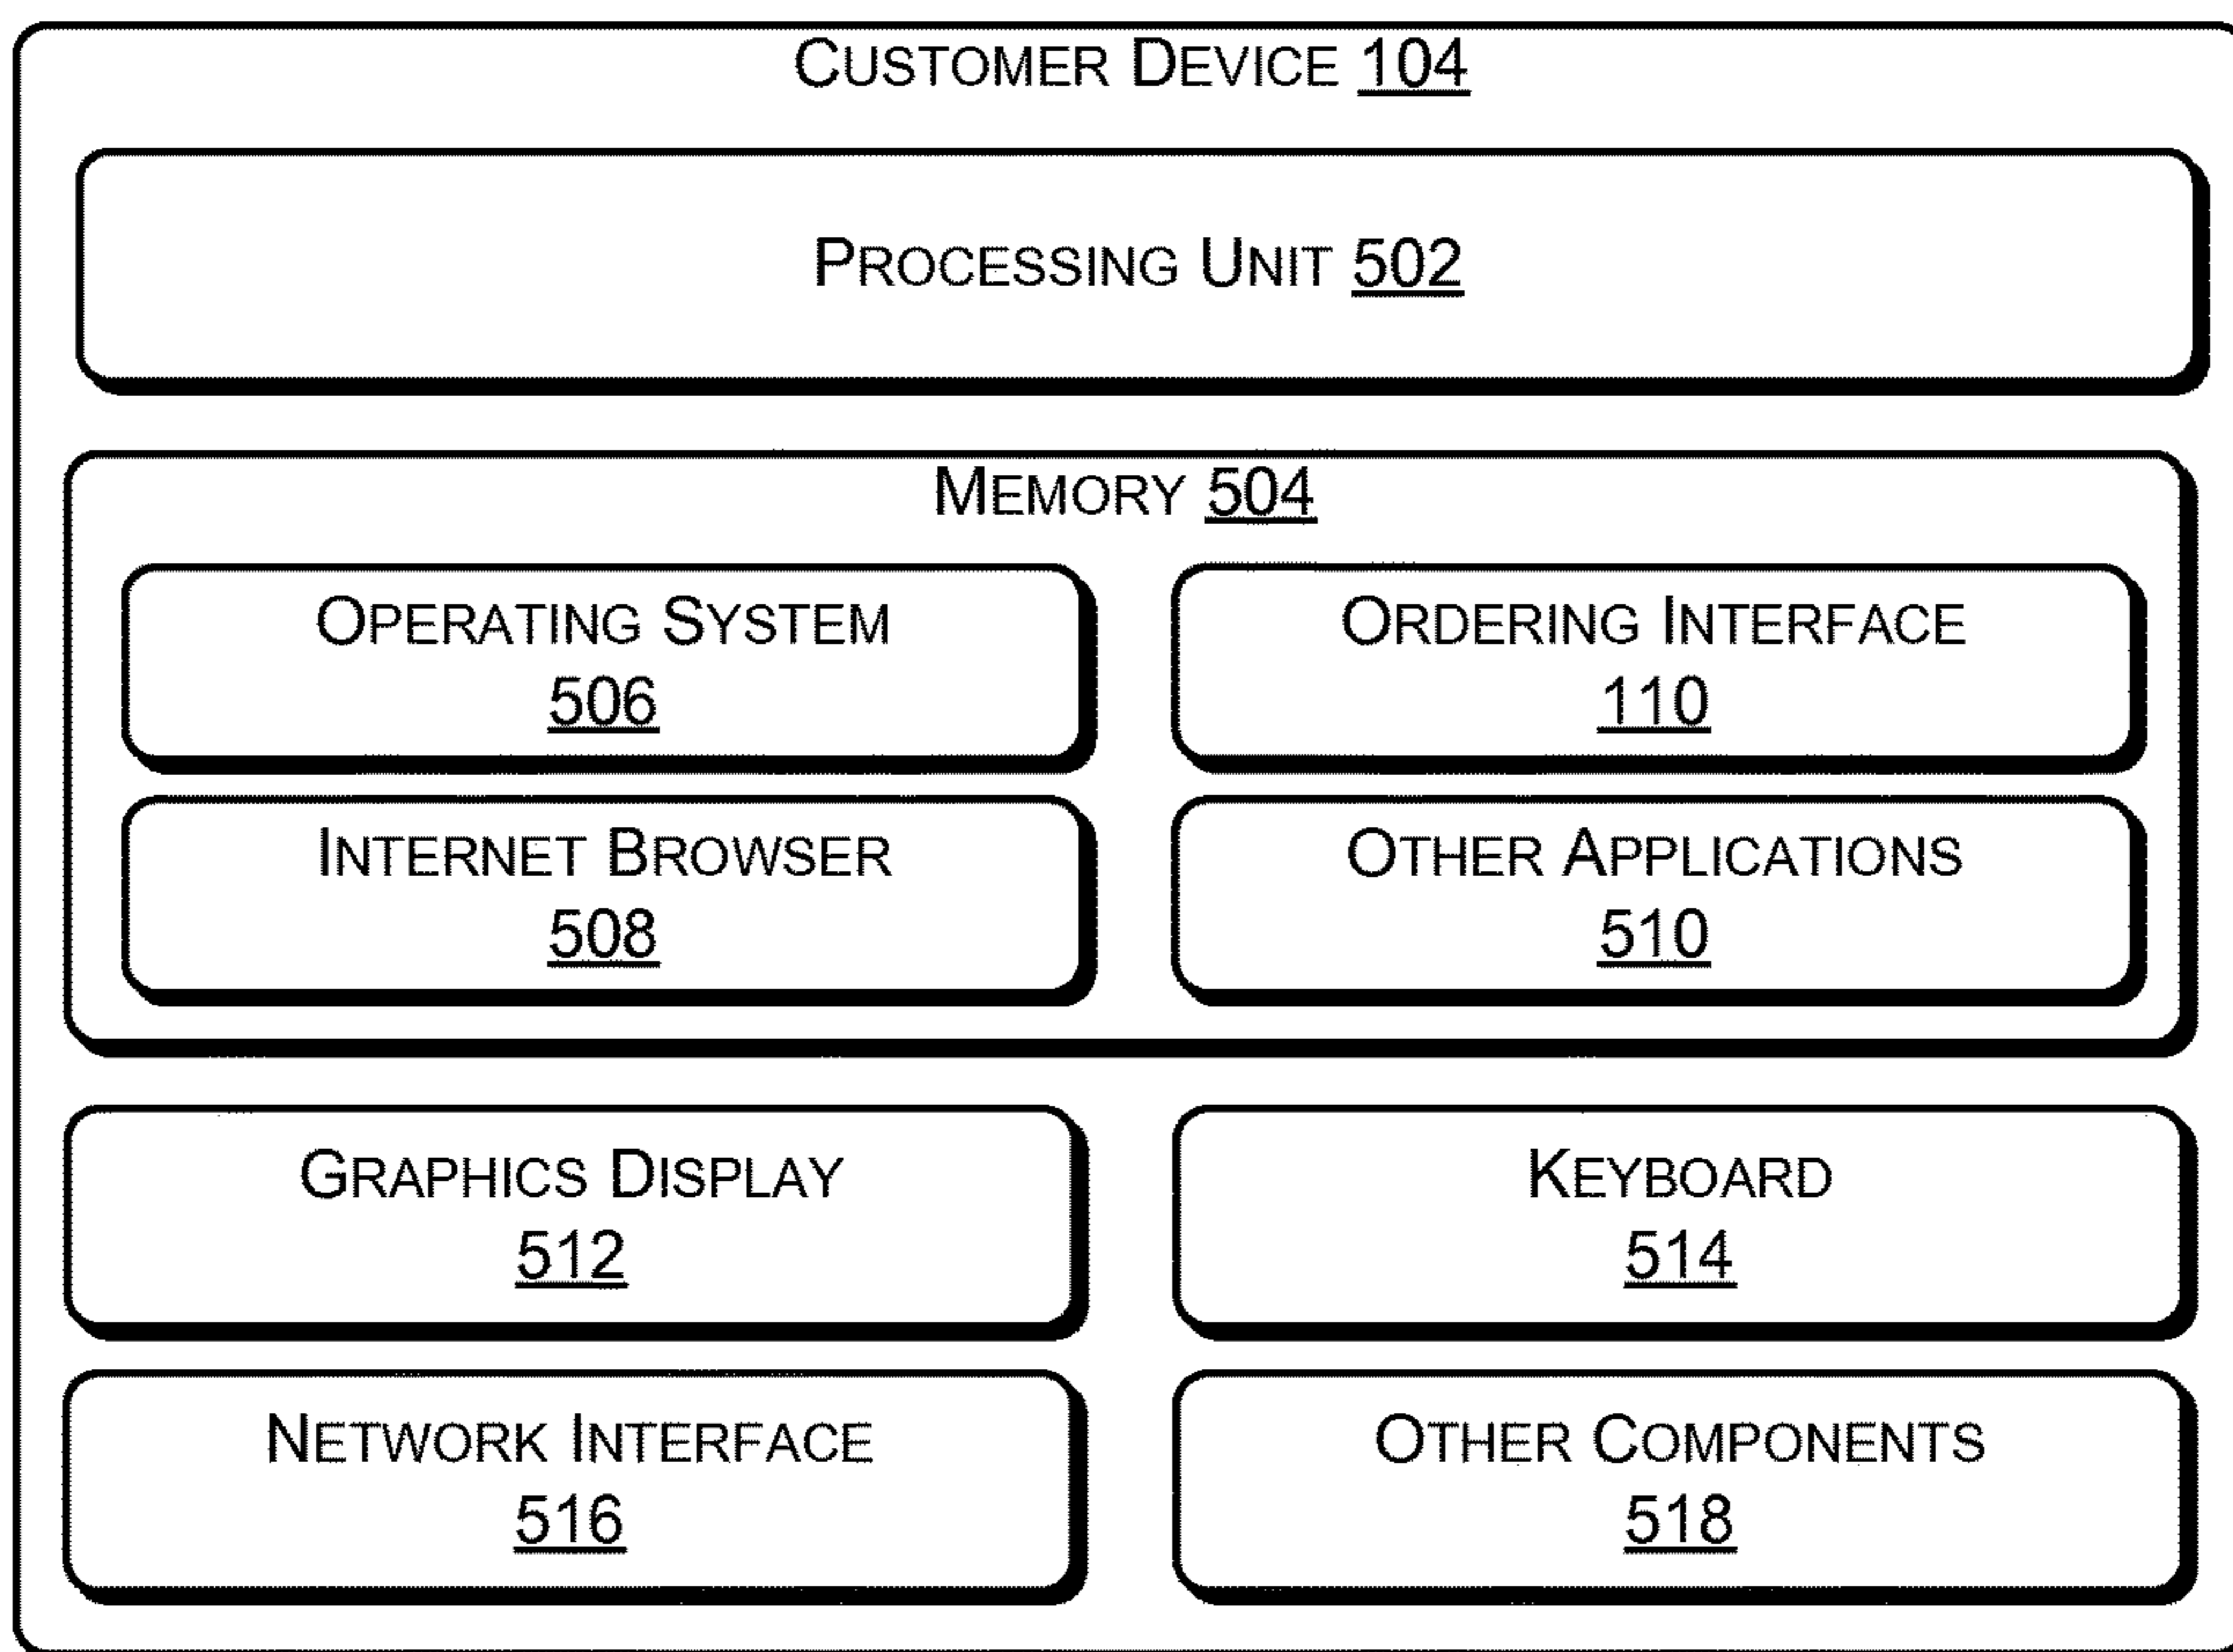 CUSTOMER DEVICE 104
PROCESSING UNIT 502
MEMORY 504
OPERATING SYSTEM
506
ORDERING INTERFACE
110
INTERNET BROWSER
508
OTHER APPLICATIONS
510
GRAPHICS DISPLAY
512
KEYBOARD
514
NETWORK INTERFACE
516
OTHER COMPONENTS
518